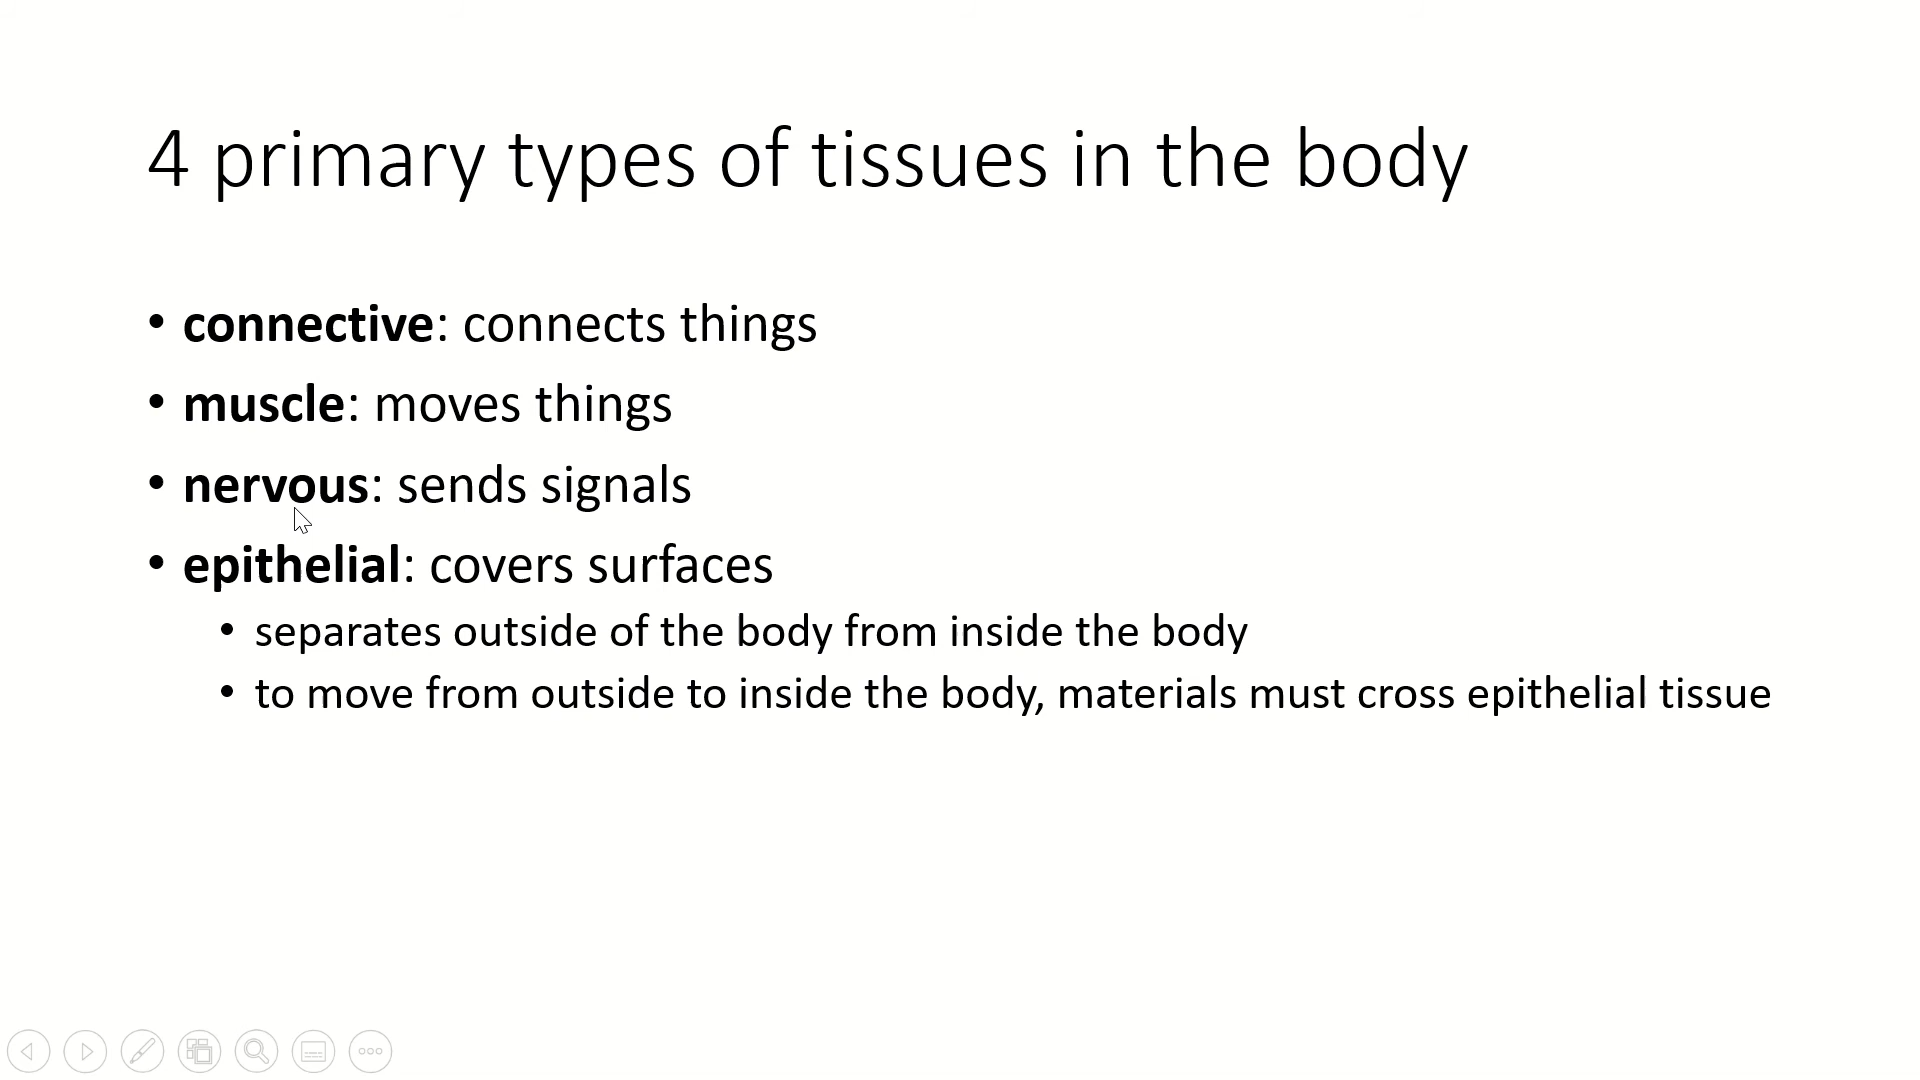 4 primary types of tissues in the body
• connective: connects things
• muscle: moves things
• nervous: sends signals
• epithelial: covers surfaces
• separates outside of the body from inside the body
• to move from outside to inside the body, materials must cross epithelial tissue